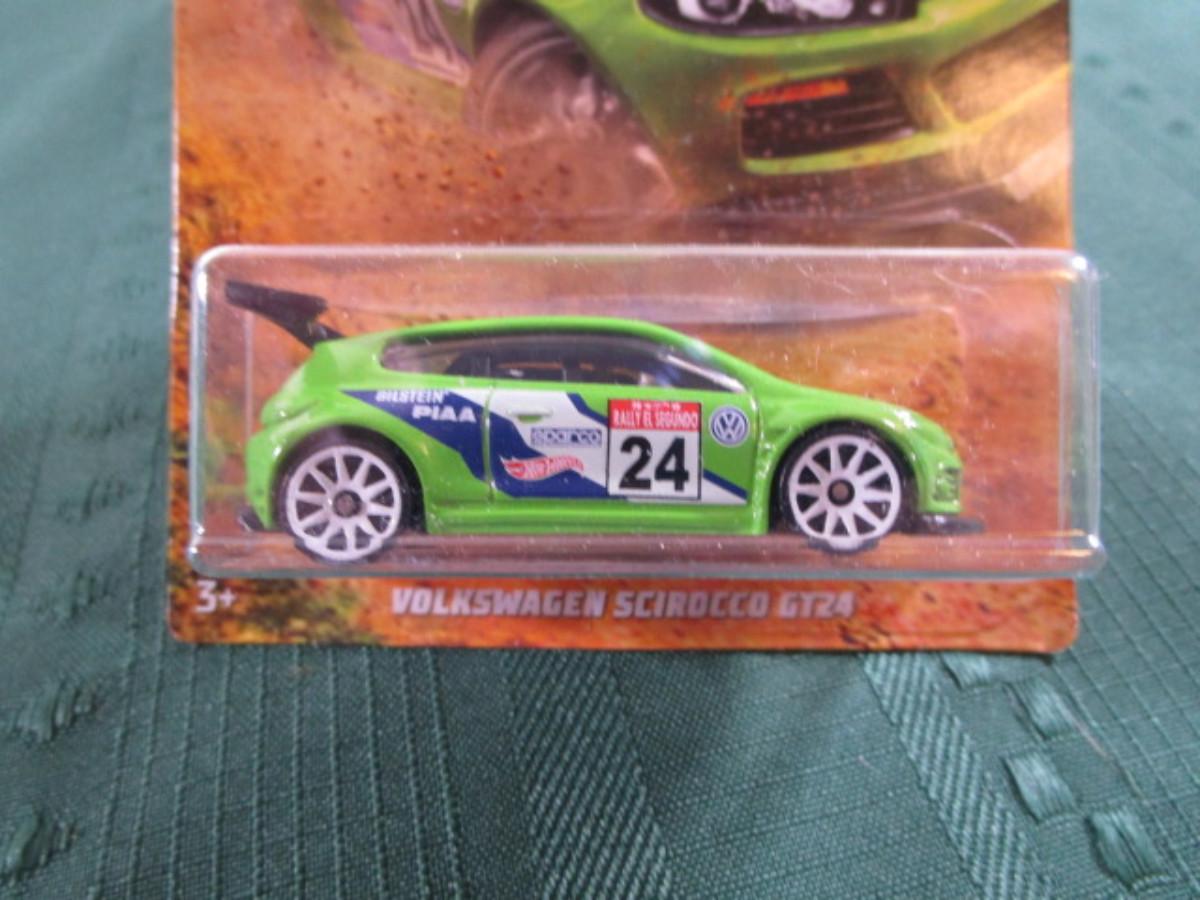 BILSTEIN
PIAA
sparco
Hot Wheels
RALLY EL SEGUNDO
24
VW
3+
VOLKSWAGEN SCIROCCO GT24